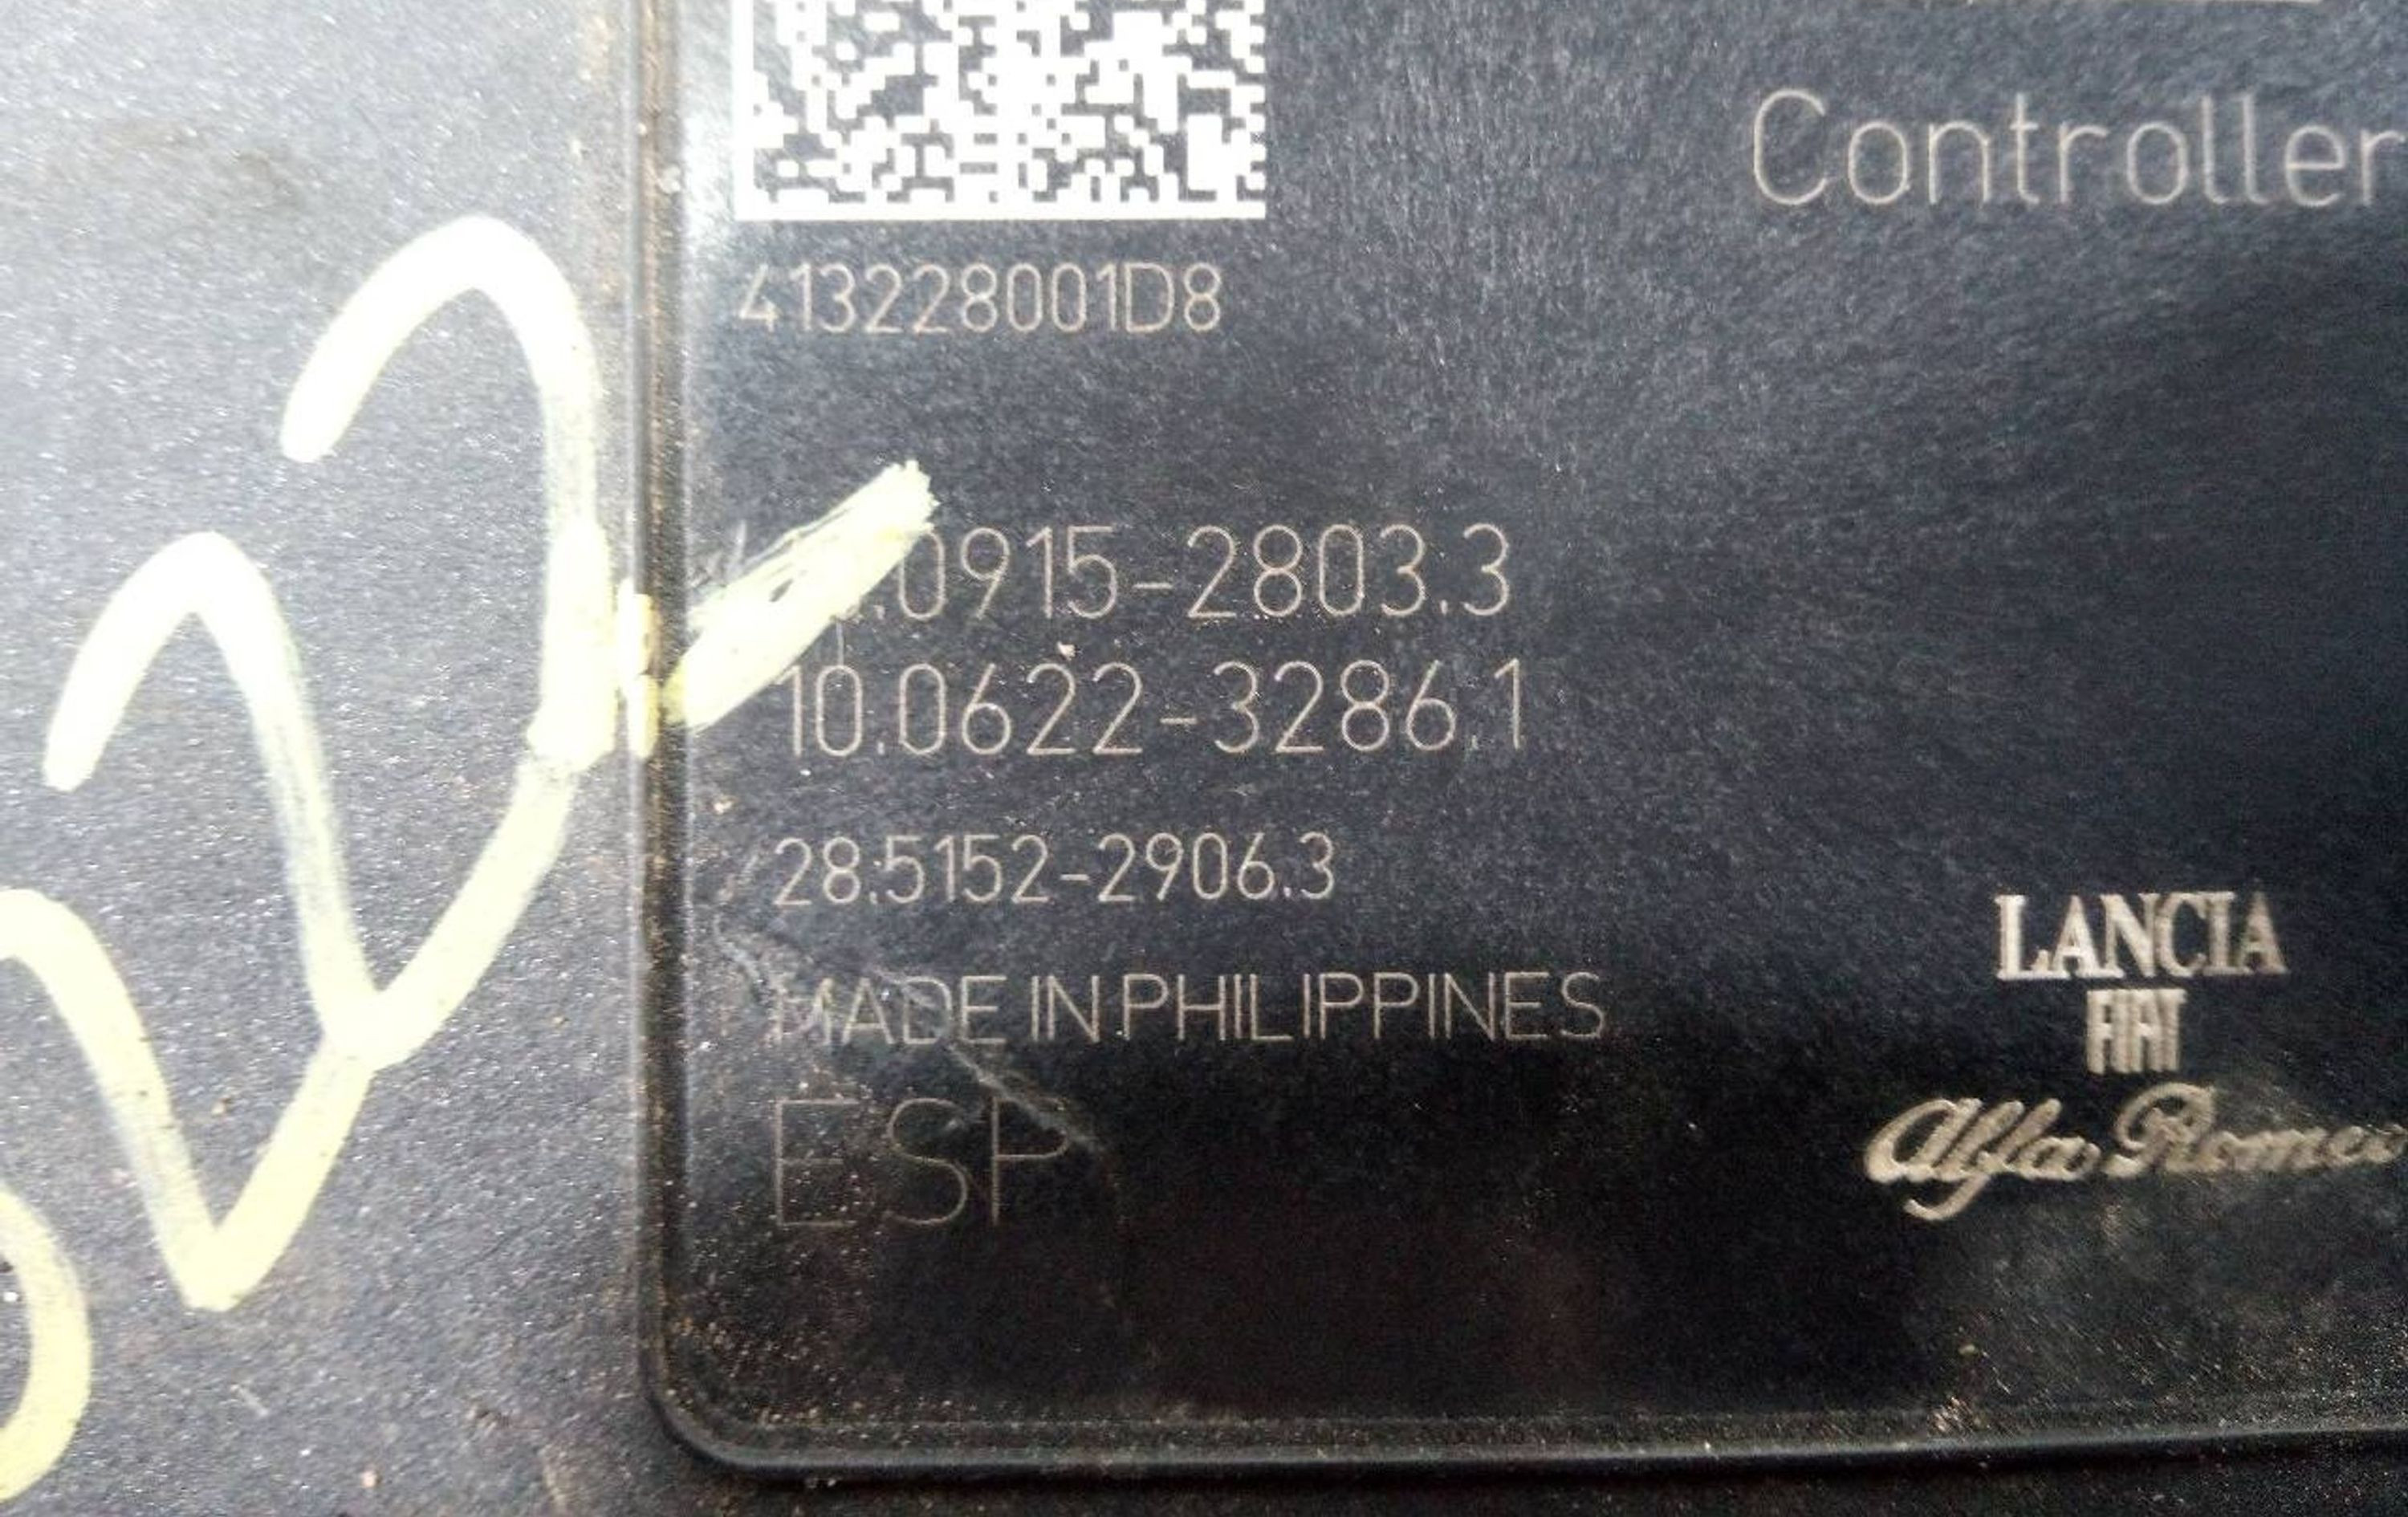 Controller
413228001D8
.0915-2803.3
10.0622-3286.1
28.5152-2906.3
MADE IN PHILIPPINES
ESP
LANCIA
FIAT
Alfa Romeo